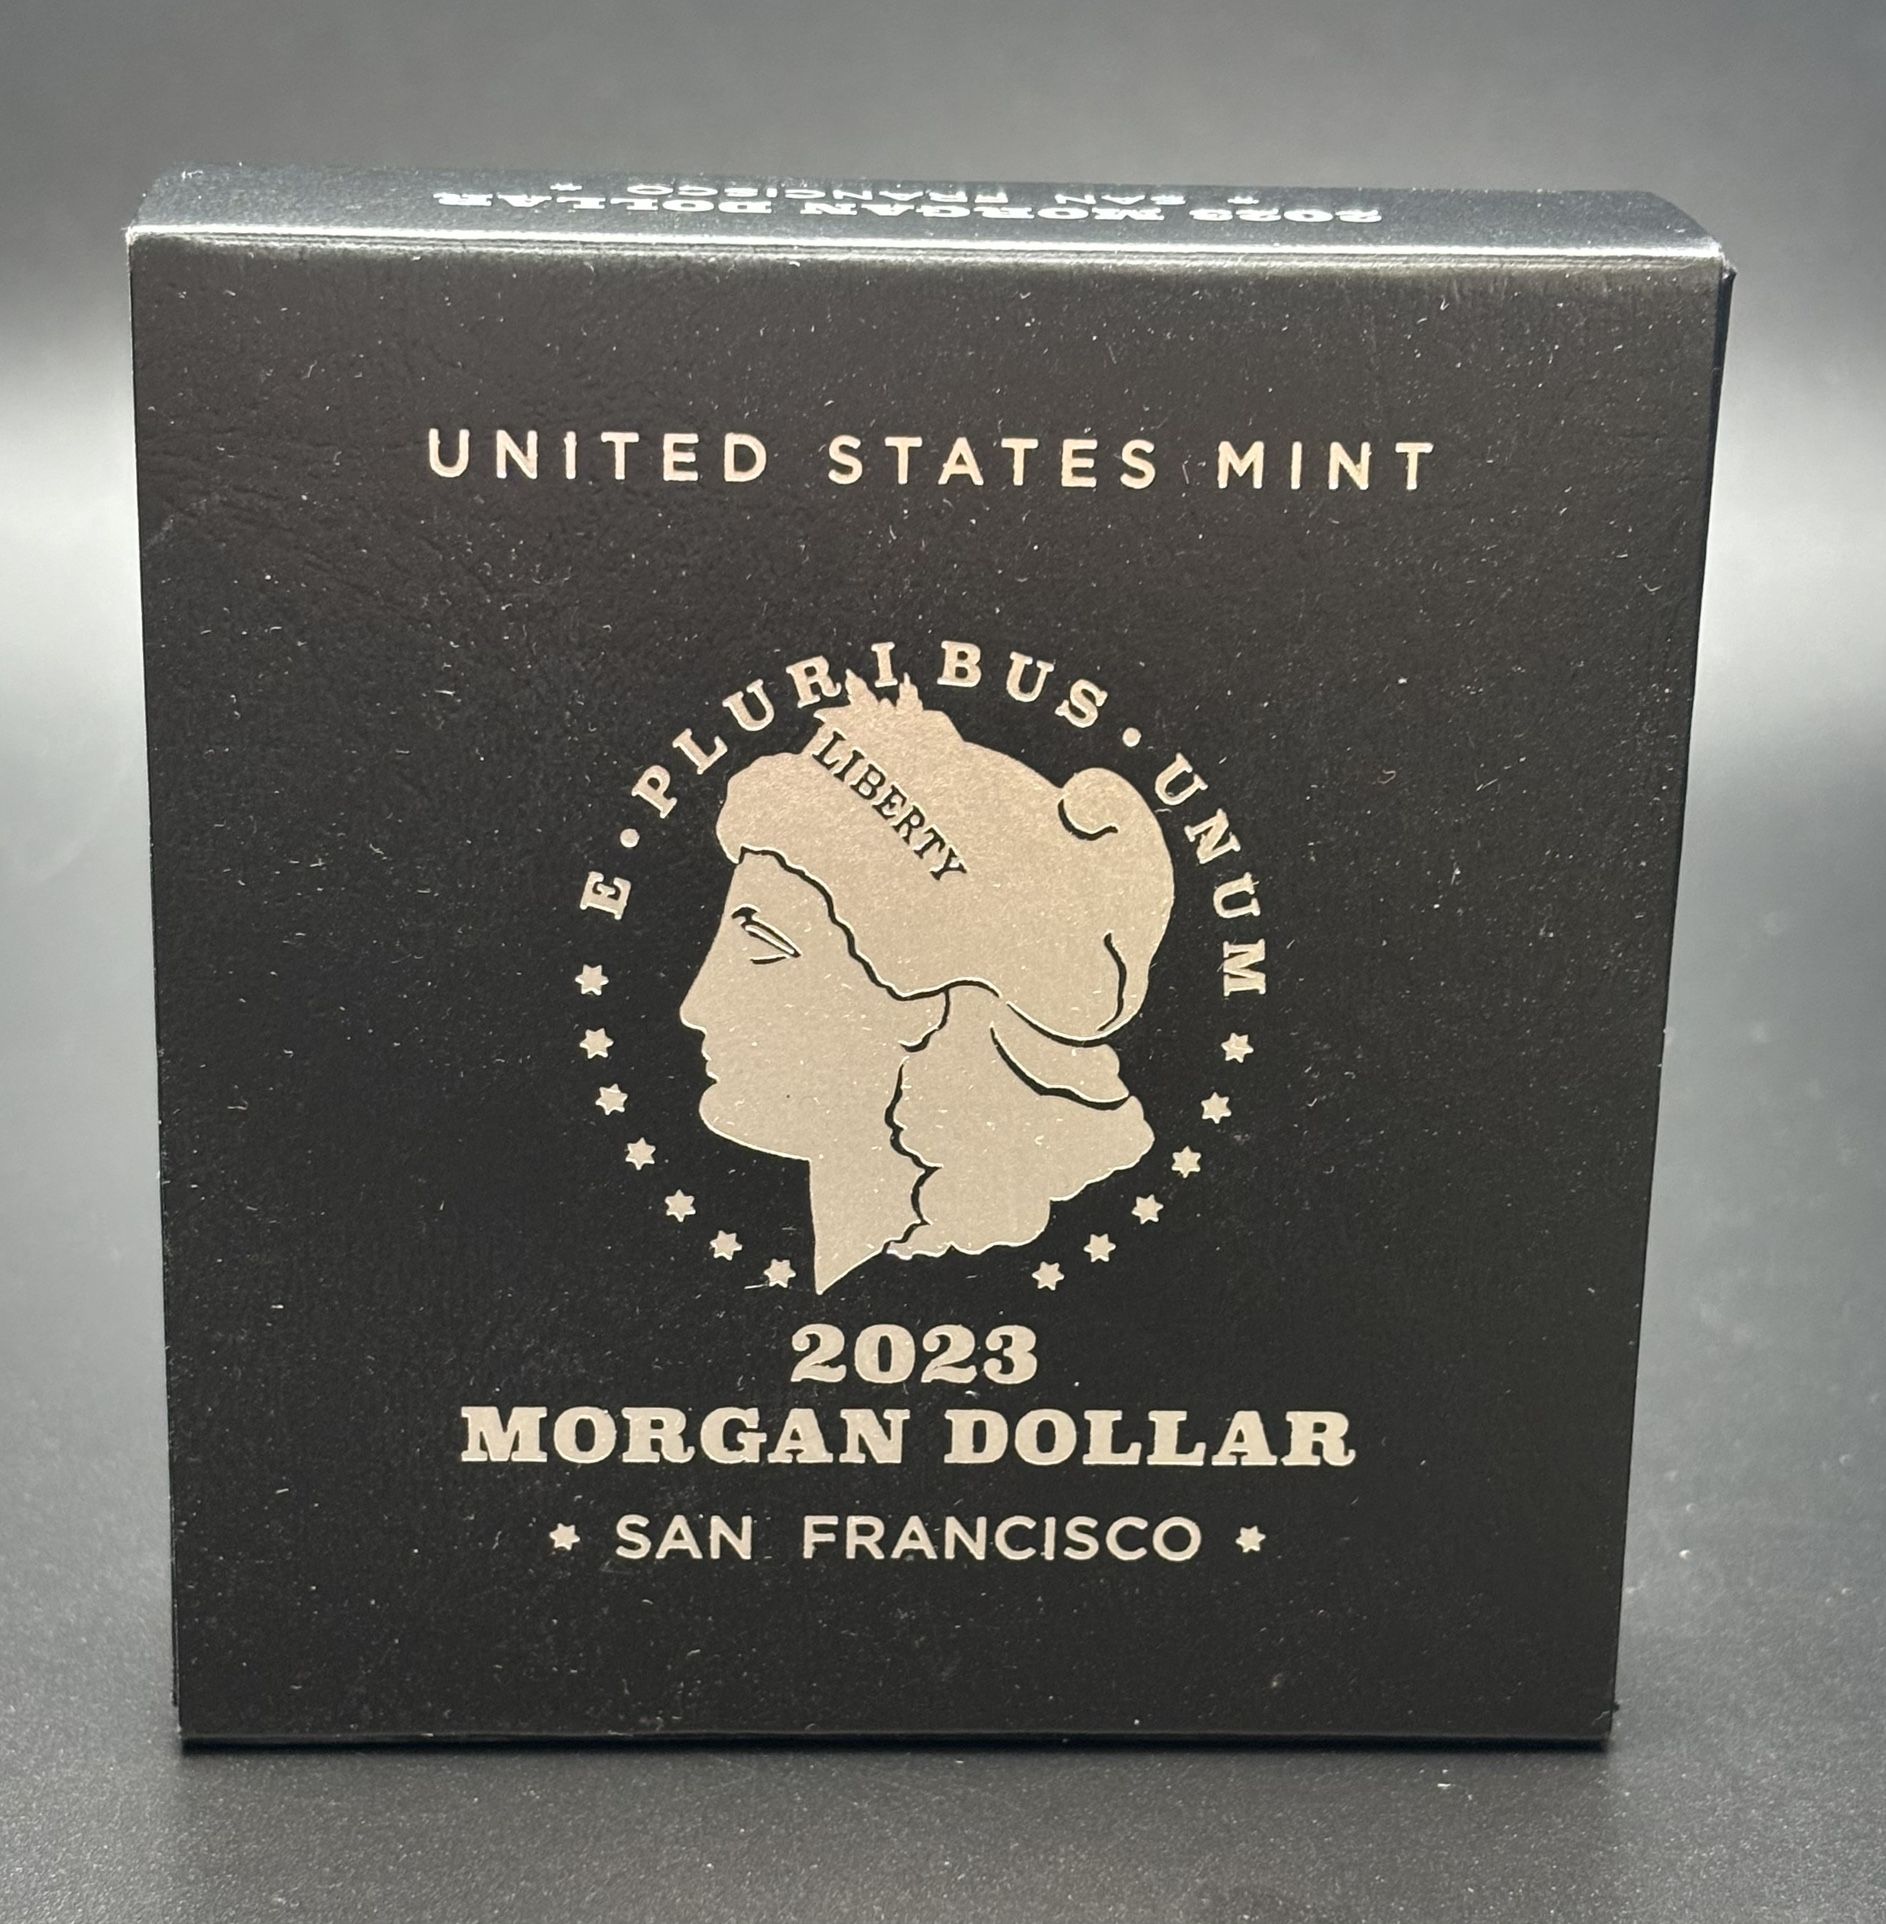 2023 MORGAN DOLLAR
* SAN FRANCISCO *
UNITED STATES MINT
E · PLURIBUS · UNUM
LIBERTY
2023
MORGAN DOLLAR
* SAN FRANCISCO *